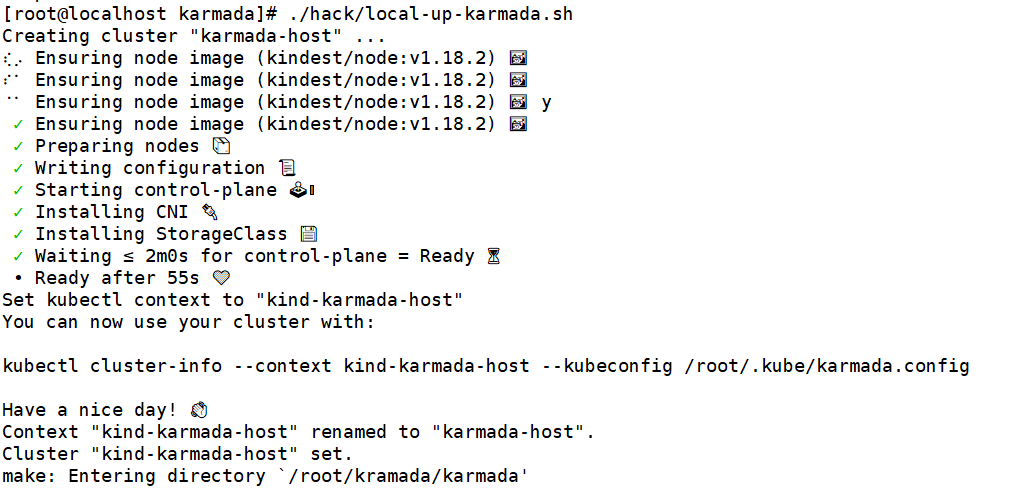 [root@localhost karmada]# ./hack/local-up-karmada.sh
Creating cluster "karmada-host" ...
⢎⡠ Ensuring node image (kindest/node:v1.18.2) 🖼
⠎⠁ Ensuring node image (kindest/node:v1.18.2) 🖼
⠉⠁ Ensuring node image (kindest/node:v1.18.2) 🖼 y
✓ Ensuring node image (kindest/node:v1.18.2) 🖼
✓ Preparing nodes 📦
✓ Writing configuration 📜
✓ Starting control-plane 🕹️
✓ Installing CNI 🔌
✓ Installing StorageClass 💾
✓ Waiting ≤ 2m0s for control-plane = Ready ⏳
• Ready after 55s 💚
Set kubectl context to "kind-karmada-host"
You can now use your cluster with:
kubectl cluster-info --context kind-karmada-host --kubeconfig /root/.kube/karmada.config
Have a nice day! 👋
Context "kind-karmada-host" renamed to "karmada-host".
Cluster "kind-karmada-host" set.
make: Entering directory `/root/kramada/karmada'